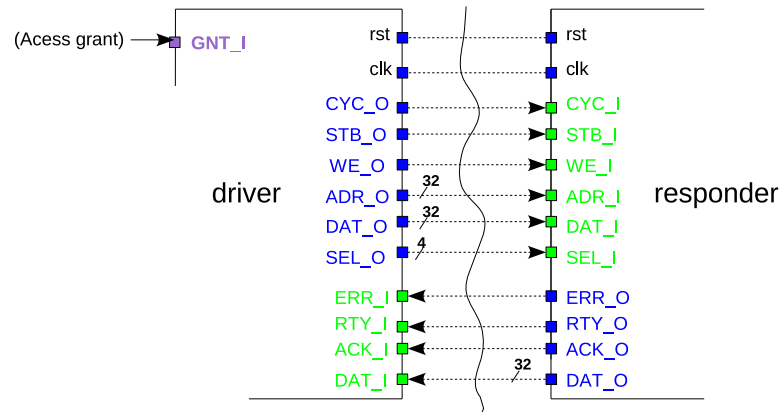 (Acess grant) GNT_I rst rst
clk clk
CYC_O CYC_I
STB_O STB_I
WE_O WE_I
driver ADR_O 32 ADR_I responder
DAT_O 32 DAT_I
SEL_O 4 SEL_I
ERR_I ERR_O
RTY_I RTY_O
ACK_I ACK_O
DAT_I 32 DAT_O